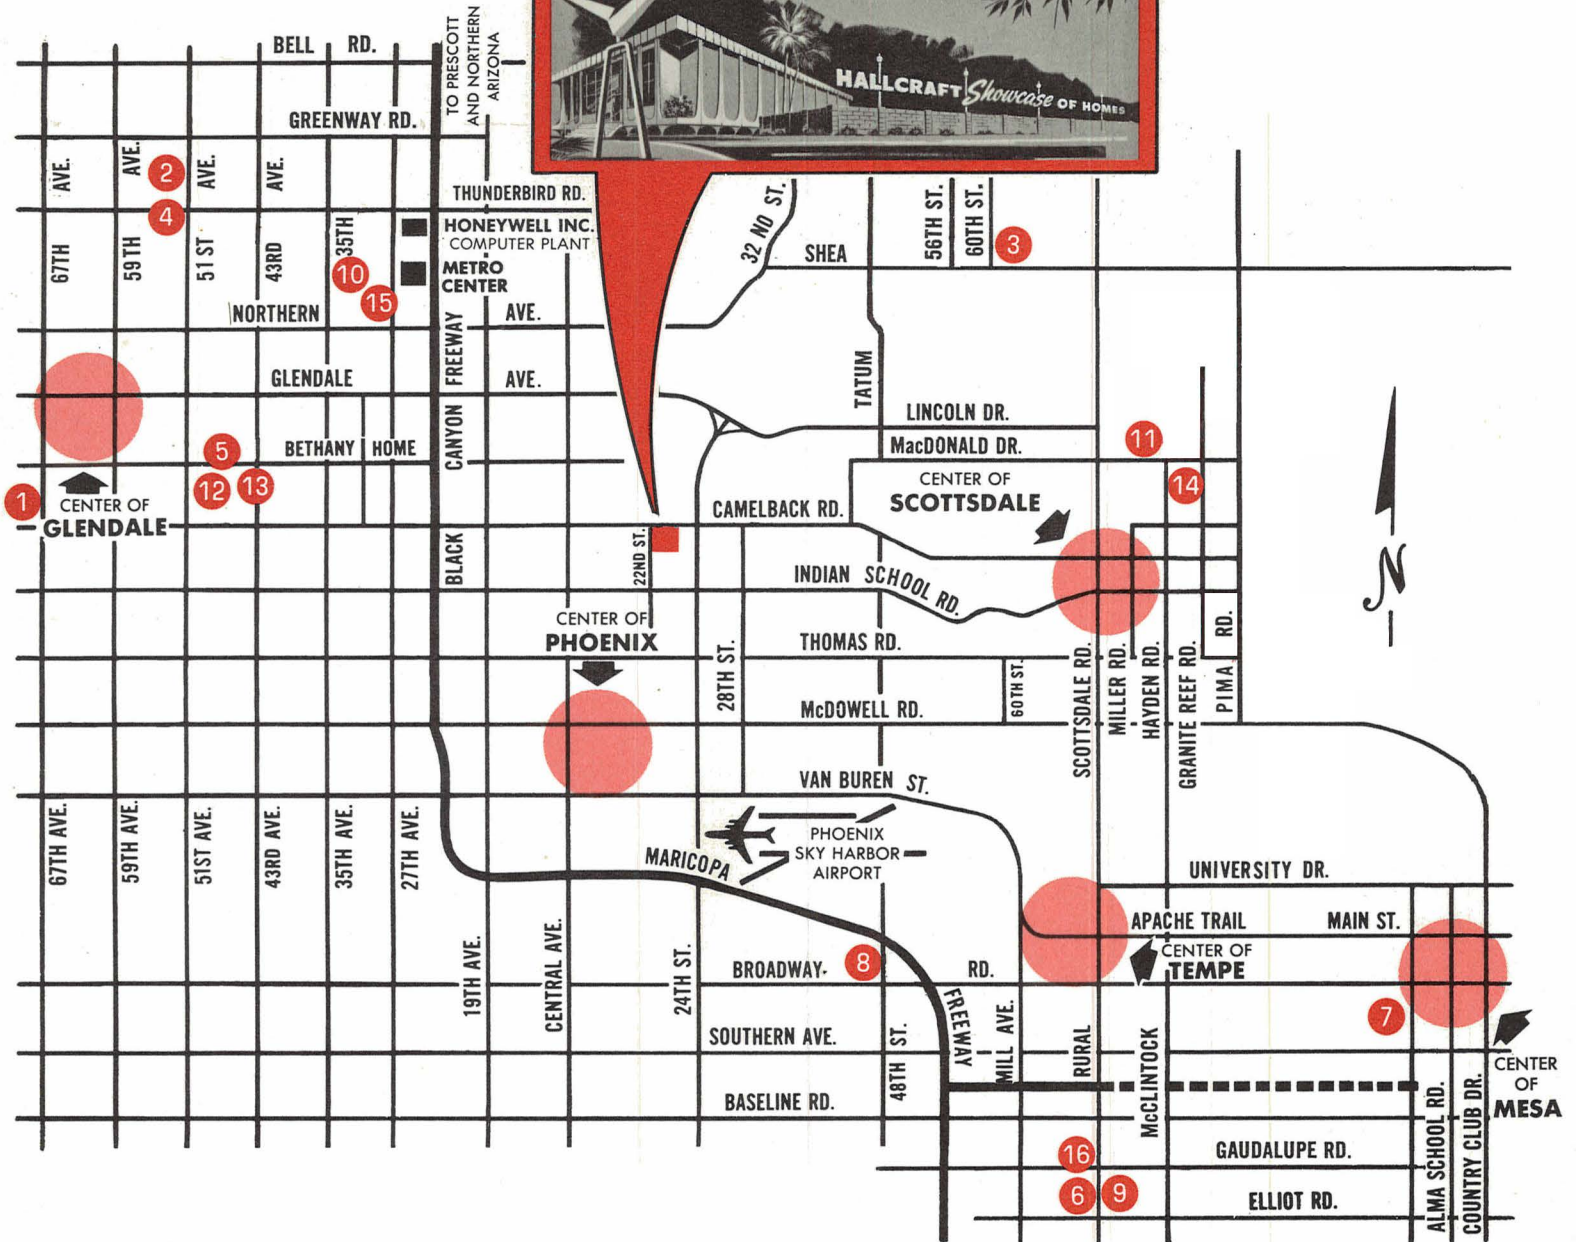 BELL RD.
TO PRESCOTT
AND NORTHERN
ARIZONA
HALLCRAFT Showcase OF HOMES
GREENWAY RD.
67TH AVE.
59TH AVE.
51 ST AVE.
43RD AVE.
35TH
2
4
THUNDERBIRD RD.
HONEYWELL INC.
COMPUTER PLANT
METRO
CENTER
10
15
32 ND ST.
SHEA
56TH ST.
60TH ST.
3
NORTHERN AVE.
GLENDALE AVE.
BLACK CANYON FREEWAY
TATUM
LINCOLN DR.
MacDONALD DR.
11
14
5
12
13
BETHANY HOME
1
CENTER OF
GLENDALE
CENTER OF
SCOTTSDALE
CAMELBACK RD.
22ND ST.
INDIAN SCHOOL RD.
N
CENTER OF
PHOENIX
THOMAS RD.
28TH ST.
60TH ST.
McDOWELL RD.
SCOTTSDALE RD.
MILLER RD.
HAYDEN RD.
GRANITE REEF RD.
PIMA RD.
VAN BUREN ST.
67TH AVE.
59TH AVE.
51ST AVE.
43RD AVE.
35TH AVE.
27TH AVE.
PHOENIX
SKY HARBOR
AIRPORT
MARICOPA FREEWAY
UNIVERSITY DR.
APACHE TRAIL MAIN ST.
CENTER OF
TEMPE
19TH AVE.
CENTRAL AVE.
24TH ST.
BROADWAY RD.
8
7
SOUTHERN AVE.
48TH ST.
MILL AVE.
RURAL
McCLINTOCK
CENTER
OF
MESA
BASELINE RD.
ALMA SCHOOL RD.
COUNTRY CLUB DR.
16
GAUDALUPE RD.
6
9
ELLIOT RD.